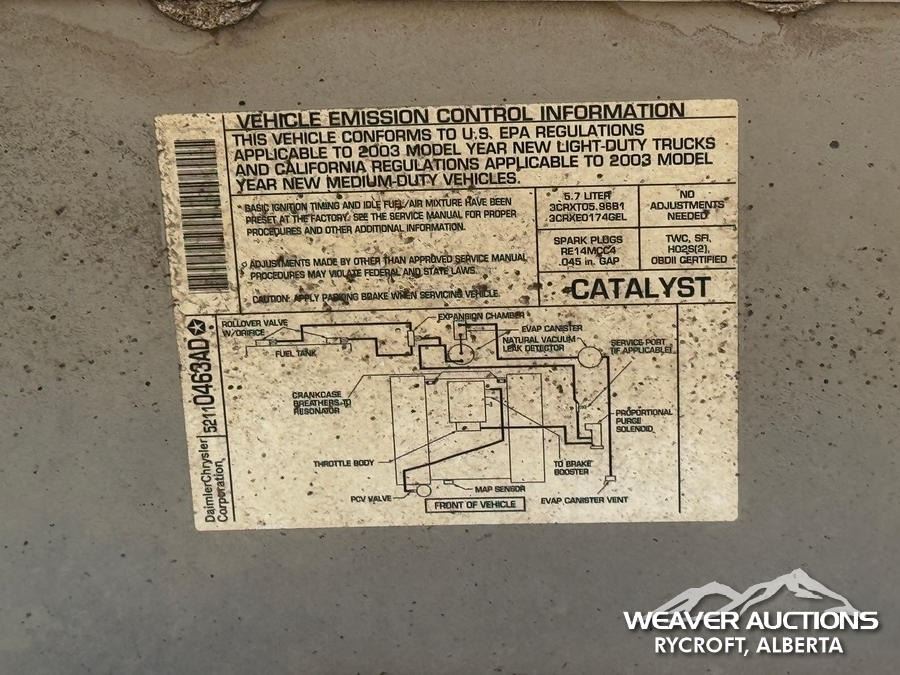 VEHICLE EMISSION CONTROL INFORMATION
THIS VEHICLE CONFORMS TO U.S. EPA REGULATIONS
APPLICABLE TO 2003 MODEL YEAR NEW LIGHT-DUTY TRUCKS
AND CALIFORNIA REGULATIONS APPLICABLE TO 2003 MODEL
YEAR NEW MEDIUM-DUTY VEHICLES.
BASIC IGNITION TIMING AND IDLE FUEL/AIR MIXTURE HAVE BEEN
PRESET AT THE FACTORY. SEE THE SERVICE MANUAL FOR PROPER
PROCEDURES AND OTHER ADDITIONAL INFORMATION.
ADJUSTMENTS MADE BY OTHER THAN APPROVED SERVICE MANUAL
PROCEDURES MAY VIOLATE FEDERAL AND STATE LAWS.
CAUTION: APPLY PARKING BRAKE WHEN SERVICING VEHICLE.
5.7 LITER
3CRXT05.96B1
3CRXE0174GEL
NO
ADJUSTMENTS
NEEDED
SPARK PLUGS
RE14MCC4
.045 in. GAP
TWC, SFI,
HO2S(2),
OBDII CERTIFIED
CATALYST
DaimlerChrysler
Corporation
52110463AD
ROLLOVER VALVE
W/ORIFICE
FUEL TANK
EXPANSION CHAMBER
EVAP CANISTER
NATURAL VACUUM
LEAK DETECTOR
SERVICE PORT
(IF APPLICABLE)
CRANKCASE
BREATHERS TO
RESONATOR
PROPORTIONAL
PURGE
SOLENOID
THROTTLE BODY
TO BRAKE
BOOSTER
PCV VALVE
MAP SENSOR
EVAP CANISTER VENT
FRONT OF VEHICLE
WEAVER AUCTIONS
RYCROFT, ALBERTA